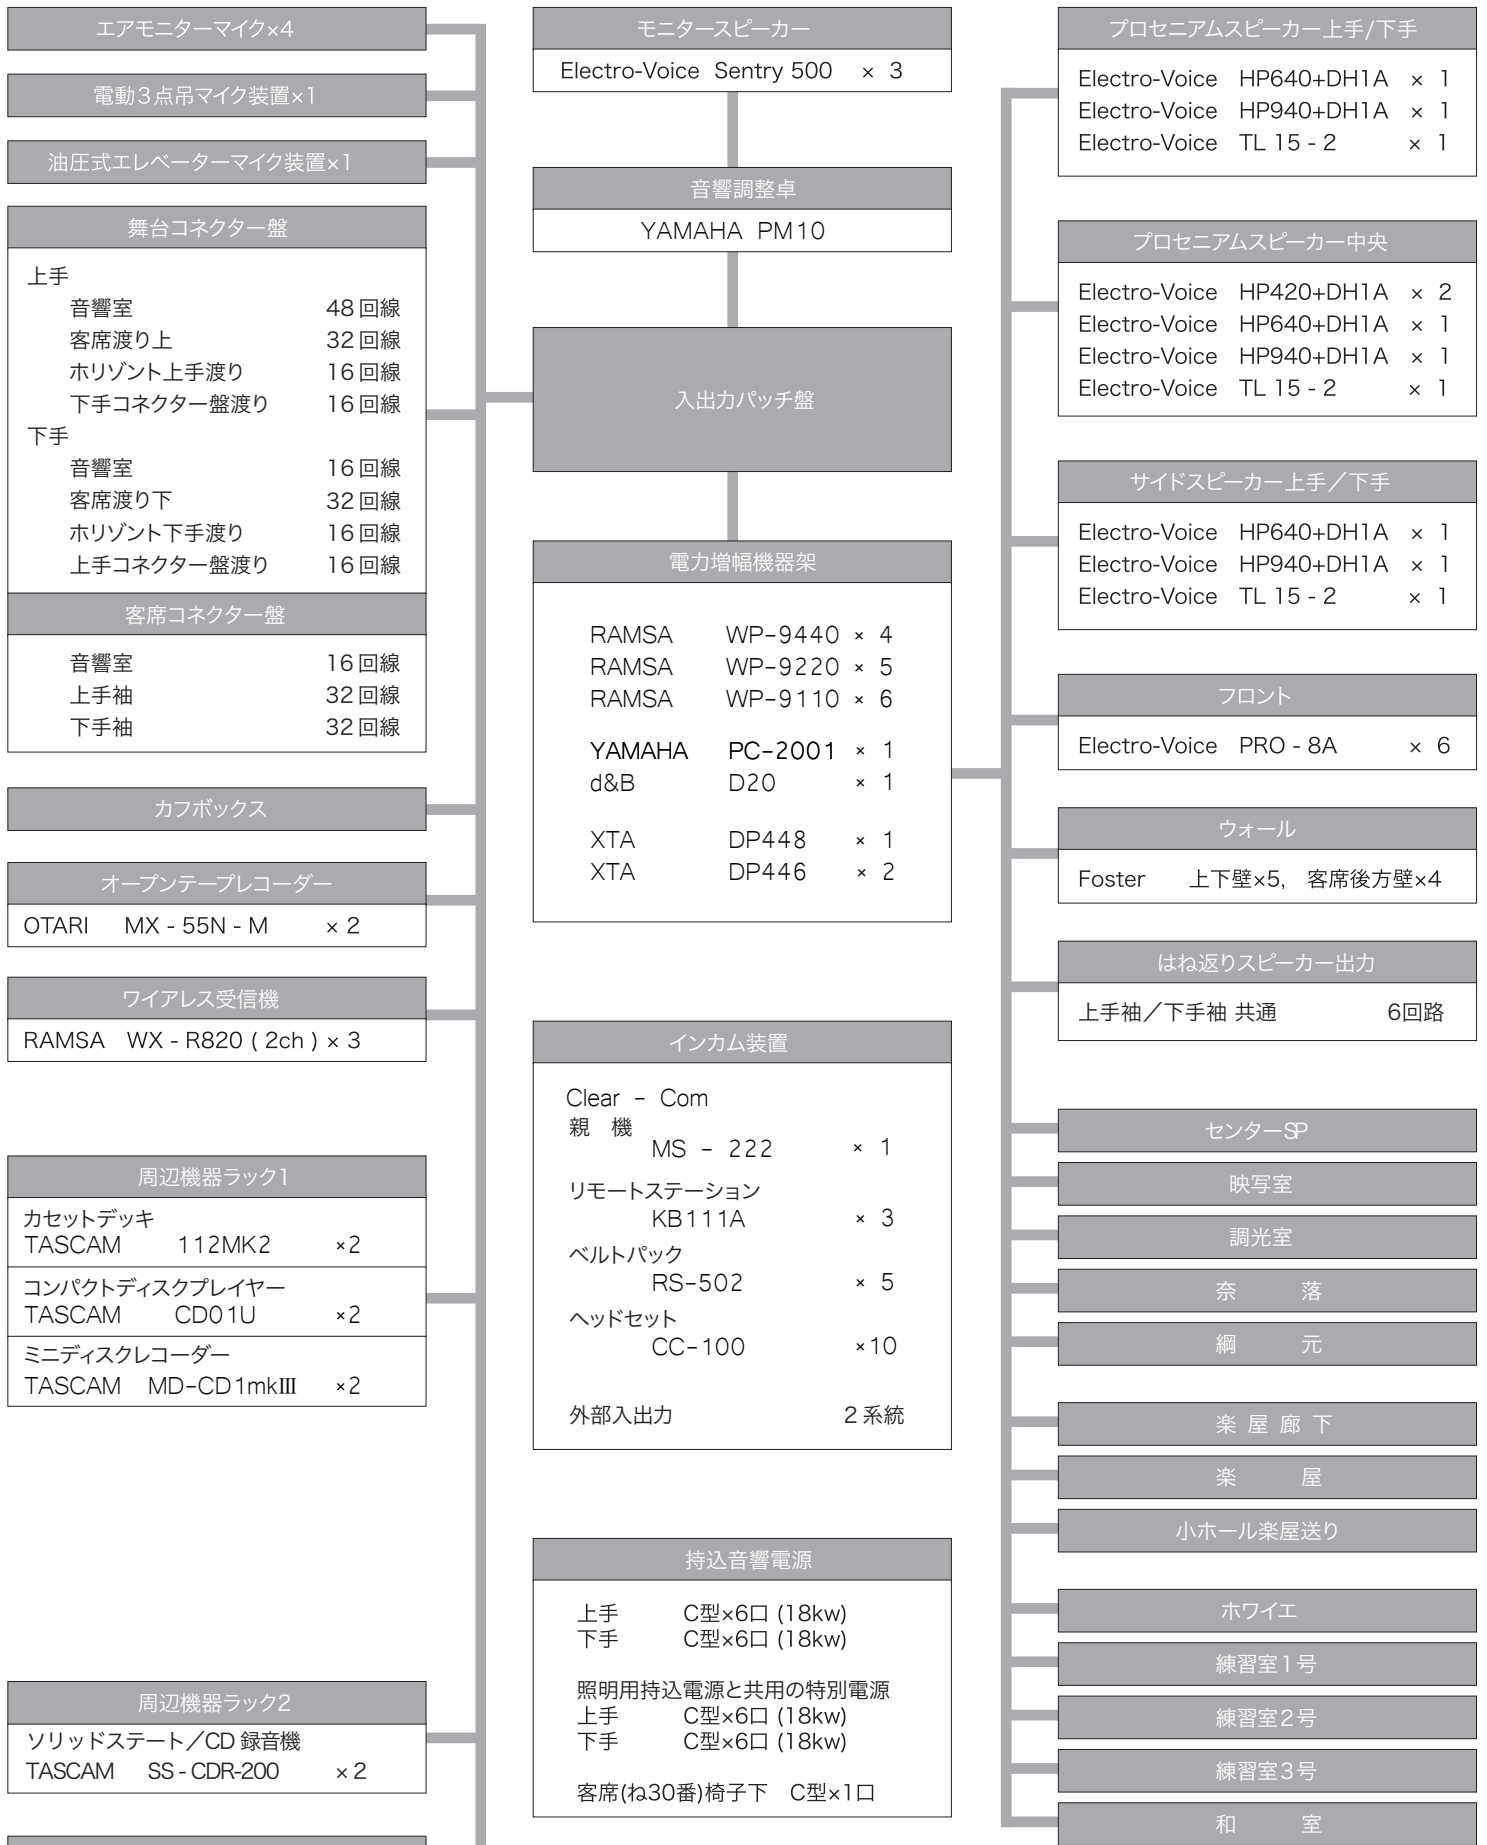 エアモニターマイク×4
電動3点吊マイク装置×1
油圧式エレベーターマイク装置×1
舞台コネクター盤
上手
音響室 48回線
客席渡り上 32回線
ホリゾント上手渡り 16回線
下手コネクター盤渡り 16回線
下手
音響室 16回線
客席渡り下 32回線
ホリゾント下手渡り 16回線
上手コネクター盤渡り 16回線
客席コネクター盤
音響室 16回線
上手袖 32回線
下手袖 32回線
カフボックス
オープンテープレコーダー
OTARI MX - 55N - M × 2
ワイアレス受信機
RAMSA WX - R820 ( 2ch ) × 3
周辺機器ラック1
カセットデッキ
TASCAM 112MK2 ×2
コンパクトディスクプレイヤー
TASCAM CD01U ×2
ミニディスクレコーダー
TASCAM MD-CD1mkⅢ ×2
周辺機器ラック2
ソリッドステート／CD 録音機
TASCAM SS - CDR-200 × 2
モニタースピーカー
Electro-Voice Sentry 500 × 3
音響調整卓
YAMAHA PM10
入出力パッチ盤
電力増幅機器架
RAMSA WP-9440 × 4
RAMSA WP-9220 × 5
RAMSA WP-9110 × 6
YAMAHA PC-2001 × 1
d&B D20 × 1
XTA DP448 × 1
XTA DP446 × 2
インカム装置
Clear - Com
親 機
MS - 222 × 1
リモートステーション
KB111A × 3
ベルトパック
RS-502 × 5
ヘッドセット
CC-100 ×10
外部入出力 2系統
持込音響電源
上手 C型×6口 (18kw)
下手 C型×6口 (18kw)
照明用持込電源と共用の特別電源
上手 C型×6口 (18kw)
下手 C型×6口 (18kw)
客席(ね30番)椅子下 C型×1口
プロセニアムスピーカー上手/下手
Electro-Voice HP640+DH1A × 1
Electro-Voice HP940+DH1A × 1
Electro-Voice TL 15 - 2 × 1
プロセニアムスピーカー中央
Electro-Voice HP420+DH1A × 2
Electro-Voice HP640+DH1A × 1
Electro-Voice HP940+DH1A × 1
Electro-Voice TL 15 - 2 × 1
サイドスピーカー上手／下手
Electro-Voice HP640+DH1A × 1
Electro-Voice HP940+DH1A × 1
Electro-Voice TL 15 - 2 × 1
フロント
Electro-Voice PRO - 8A × 6
ウォール
Foster 上下壁×5, 客席後方壁×4
はね返りスピーカー出力
上手袖／下手袖 共通 6回路
センターSP
映写室
調光室
奈 落
綱 元
楽 屋 廊 下
楽 屋
小ホール楽屋送り
ホワイエ
練習室1号
練習室2号
練習室3号
和 室